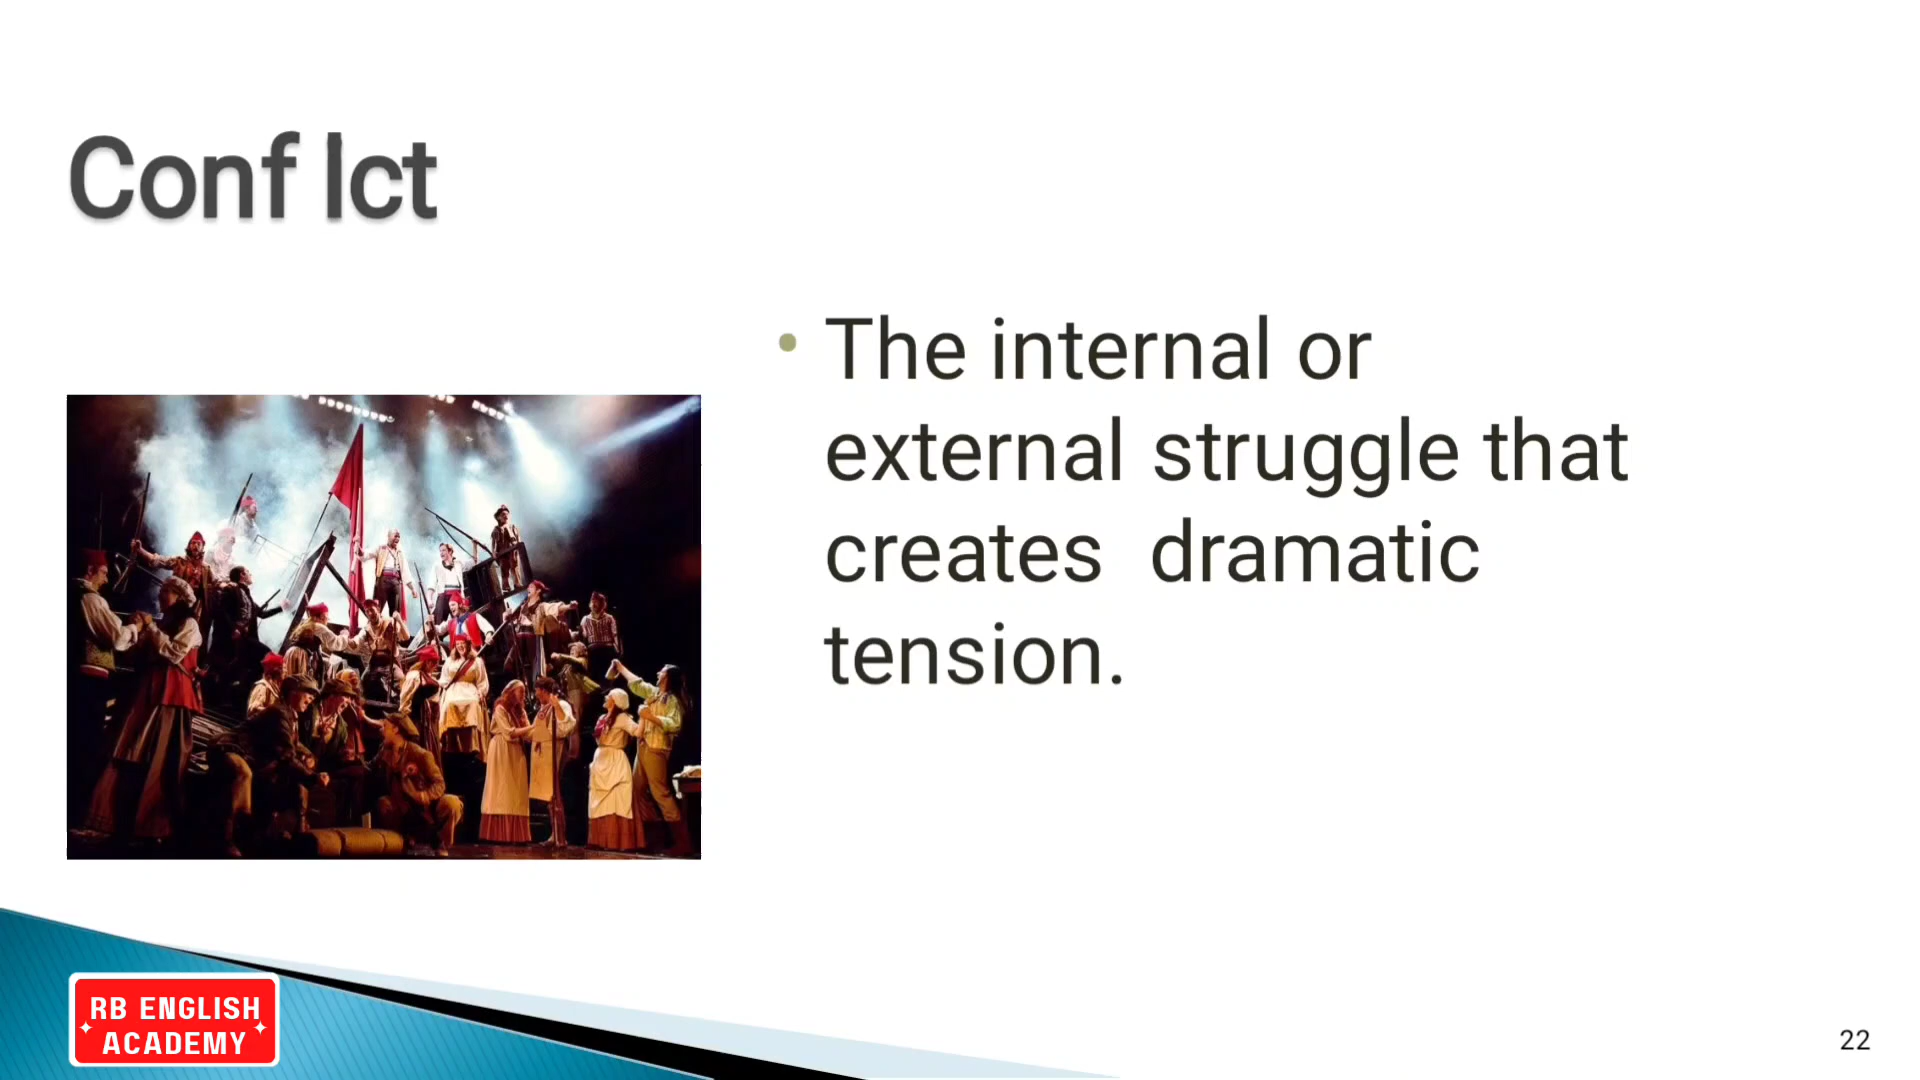 Conf lct
• The internal or
external struggle that
creates  dramatic
tension.
RB ENGLISH
ACADEMY
22